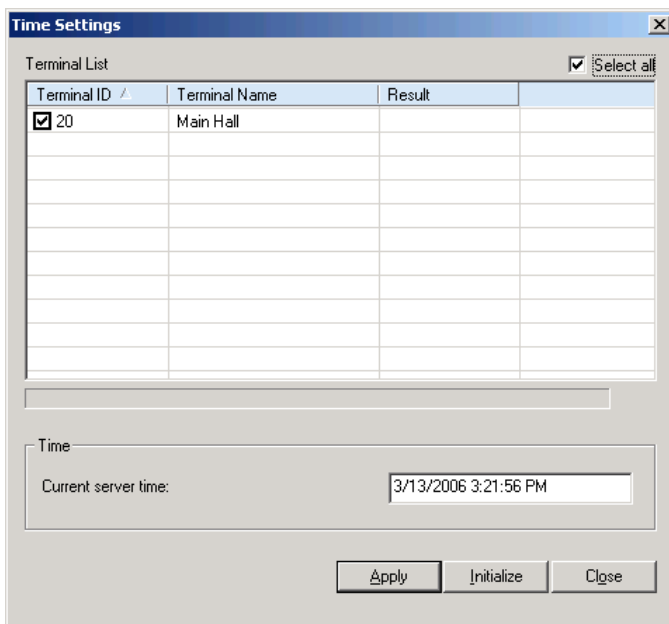 Time Settings
Terminal List Select all
Terminal ID Terminal Name Result
20 Main Hall
Time
Current server time: 3/13/2006 3:21:56 PM
Apply Initialize Close